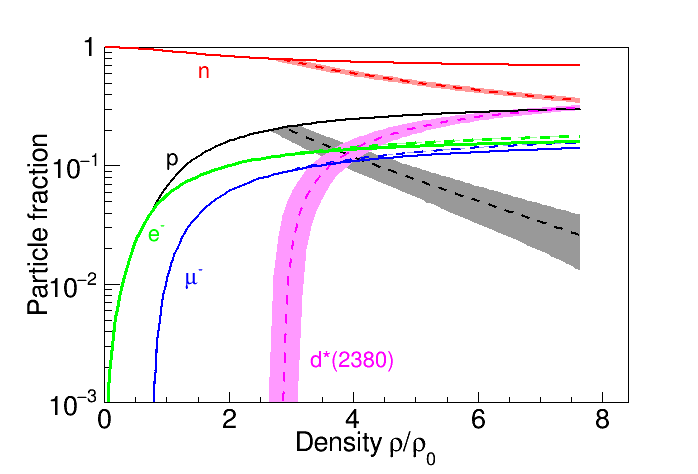 1
n
p
10⁻¹
Particle fraction
e⁻
10⁻²
μ⁻
d*(2380)
10⁻³
0 2 4 6 8
Density ρ/ρ₀